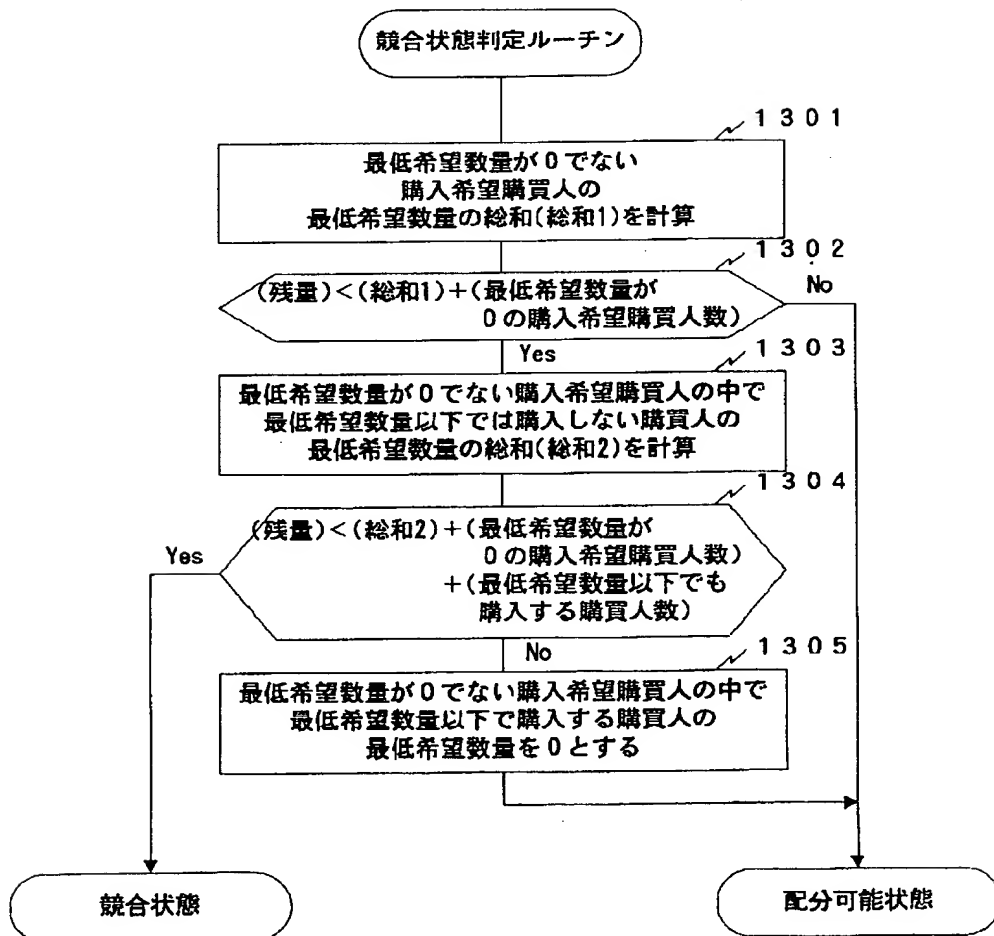 競合状態判定ルーチン
1301
最低希望数量が0でない
購入希望購買人の
最低希望数量の総和(総和1)を計算
1302
(残量)<(総和1)+(最低希望数量が
0の購入希望購買人数)
No
Yes
1303
最低希望数量が0でない購入希望購買人の中で
最低希望数量以下では購入しない購買人の
最低希望数量の総和(総和2)を計算
1304
(残量)<(総和2)+(最低希望数量が
0の購入希望購買人数)
+(最低希望数量以下でも
購入する購買人数)
Yes
No
1305
最低希望数量が0でない購入希望購買人の中で
最低希望数量以下で購入する購買人の
最低希望数量を0とする
競合状態
配分可能状態